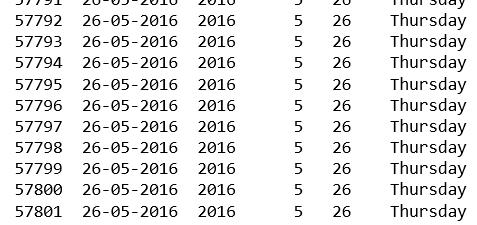 57791 26-05-2016 2016 5 26 Thursday
57792 26-05-2016 2016 5 26 Thursday
57793 26-05-2016 2016 5 26 Thursday
57794 26-05-2016 2016 5 26 Thursday
57795 26-05-2016 2016 5 26 Thursday
57796 26-05-2016 2016 5 26 Thursday
57797 26-05-2016 2016 5 26 Thursday
57798 26-05-2016 2016 5 26 Thursday
57799 26-05-2016 2016 5 26 Thursday
57800 26-05-2016 2016 5 26 Thursday
57801 26-05-2016 2016 5 26 Thursday